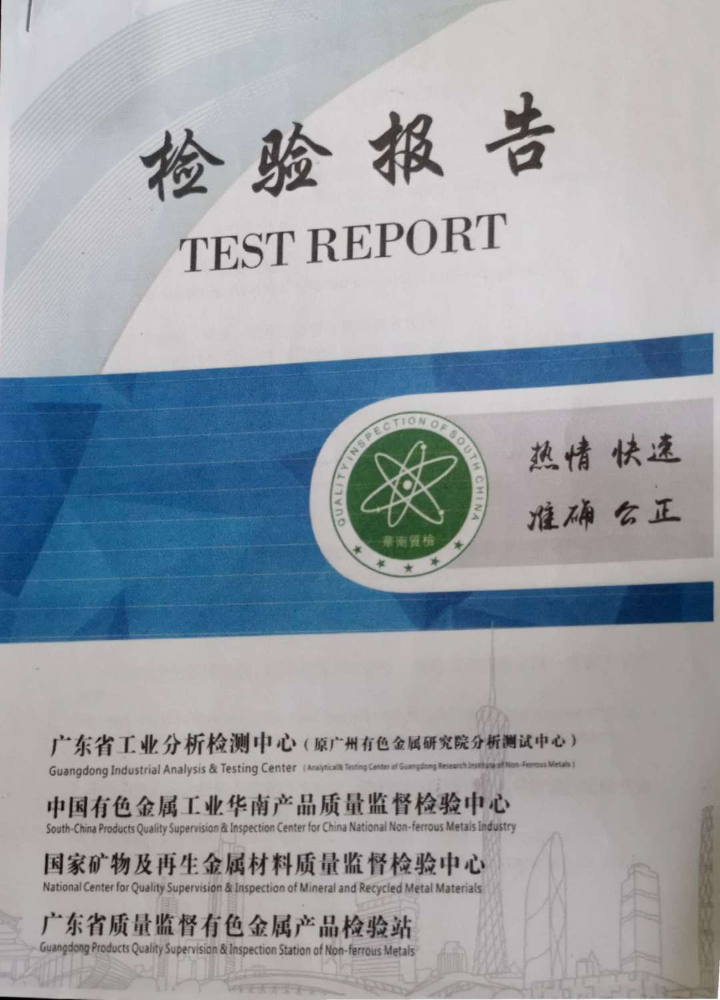 检验报告
TEST REPORT
QUALITY INSPECTION OF SOUTH CHINA
華南質檢
热情 快速
准确 公正
广东省工业分析检测中心(原广州有色金属研究院分析测试中心)
Guangdong Industrial Analysis & Testing Center (Analytical& Testing Center of Guangdong Research Institute of Non-Ferrous Metals)
中国有色金属工业华南产品质量监督检验中心
South-China Products Quality Supervision & Inspection Center for China National Non-ferrous Metals Industry
国家矿物及再生金属材料质量监督检验中心
National Center for Quality Supervision & Inspection of Mineral and Recycled Metal Materials
广东省质量监督有色金属产品检验站
Guangdong Products Quality Supervision & Inspection Station of Non-ferrous Metals